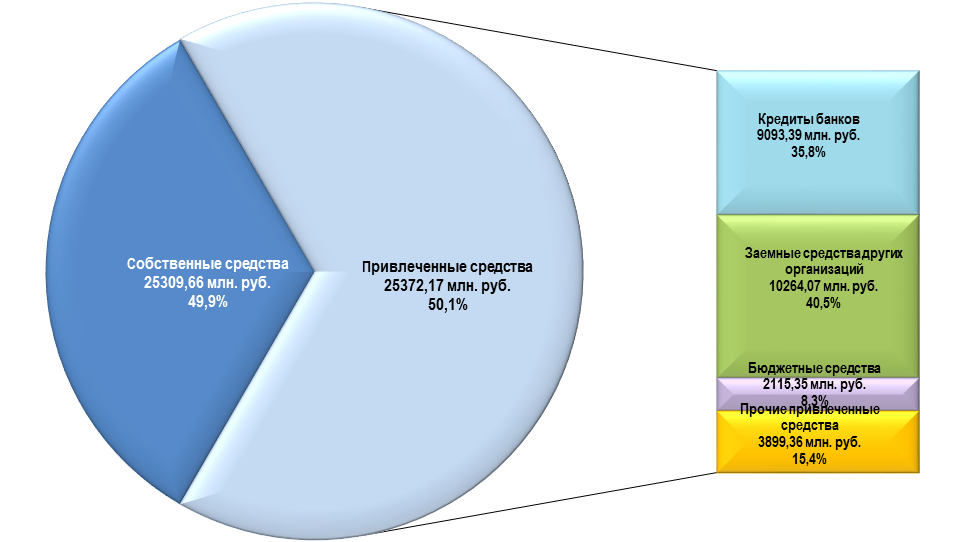 Собственные средства
25309,66 млн. руб.
49,9%
Привлеченные средства
25372,17 млн. руб.
50,1%
Кредиты банков
9093,39 млн. руб.
35,8%
Заемные средства других
организаций
10264,07 млн. руб.
40,5%
Бюджетные средства
2115,35 млн. руб.
8,3%
Прочие привлеченные
средства
3899,36 млн. руб.
15,4%